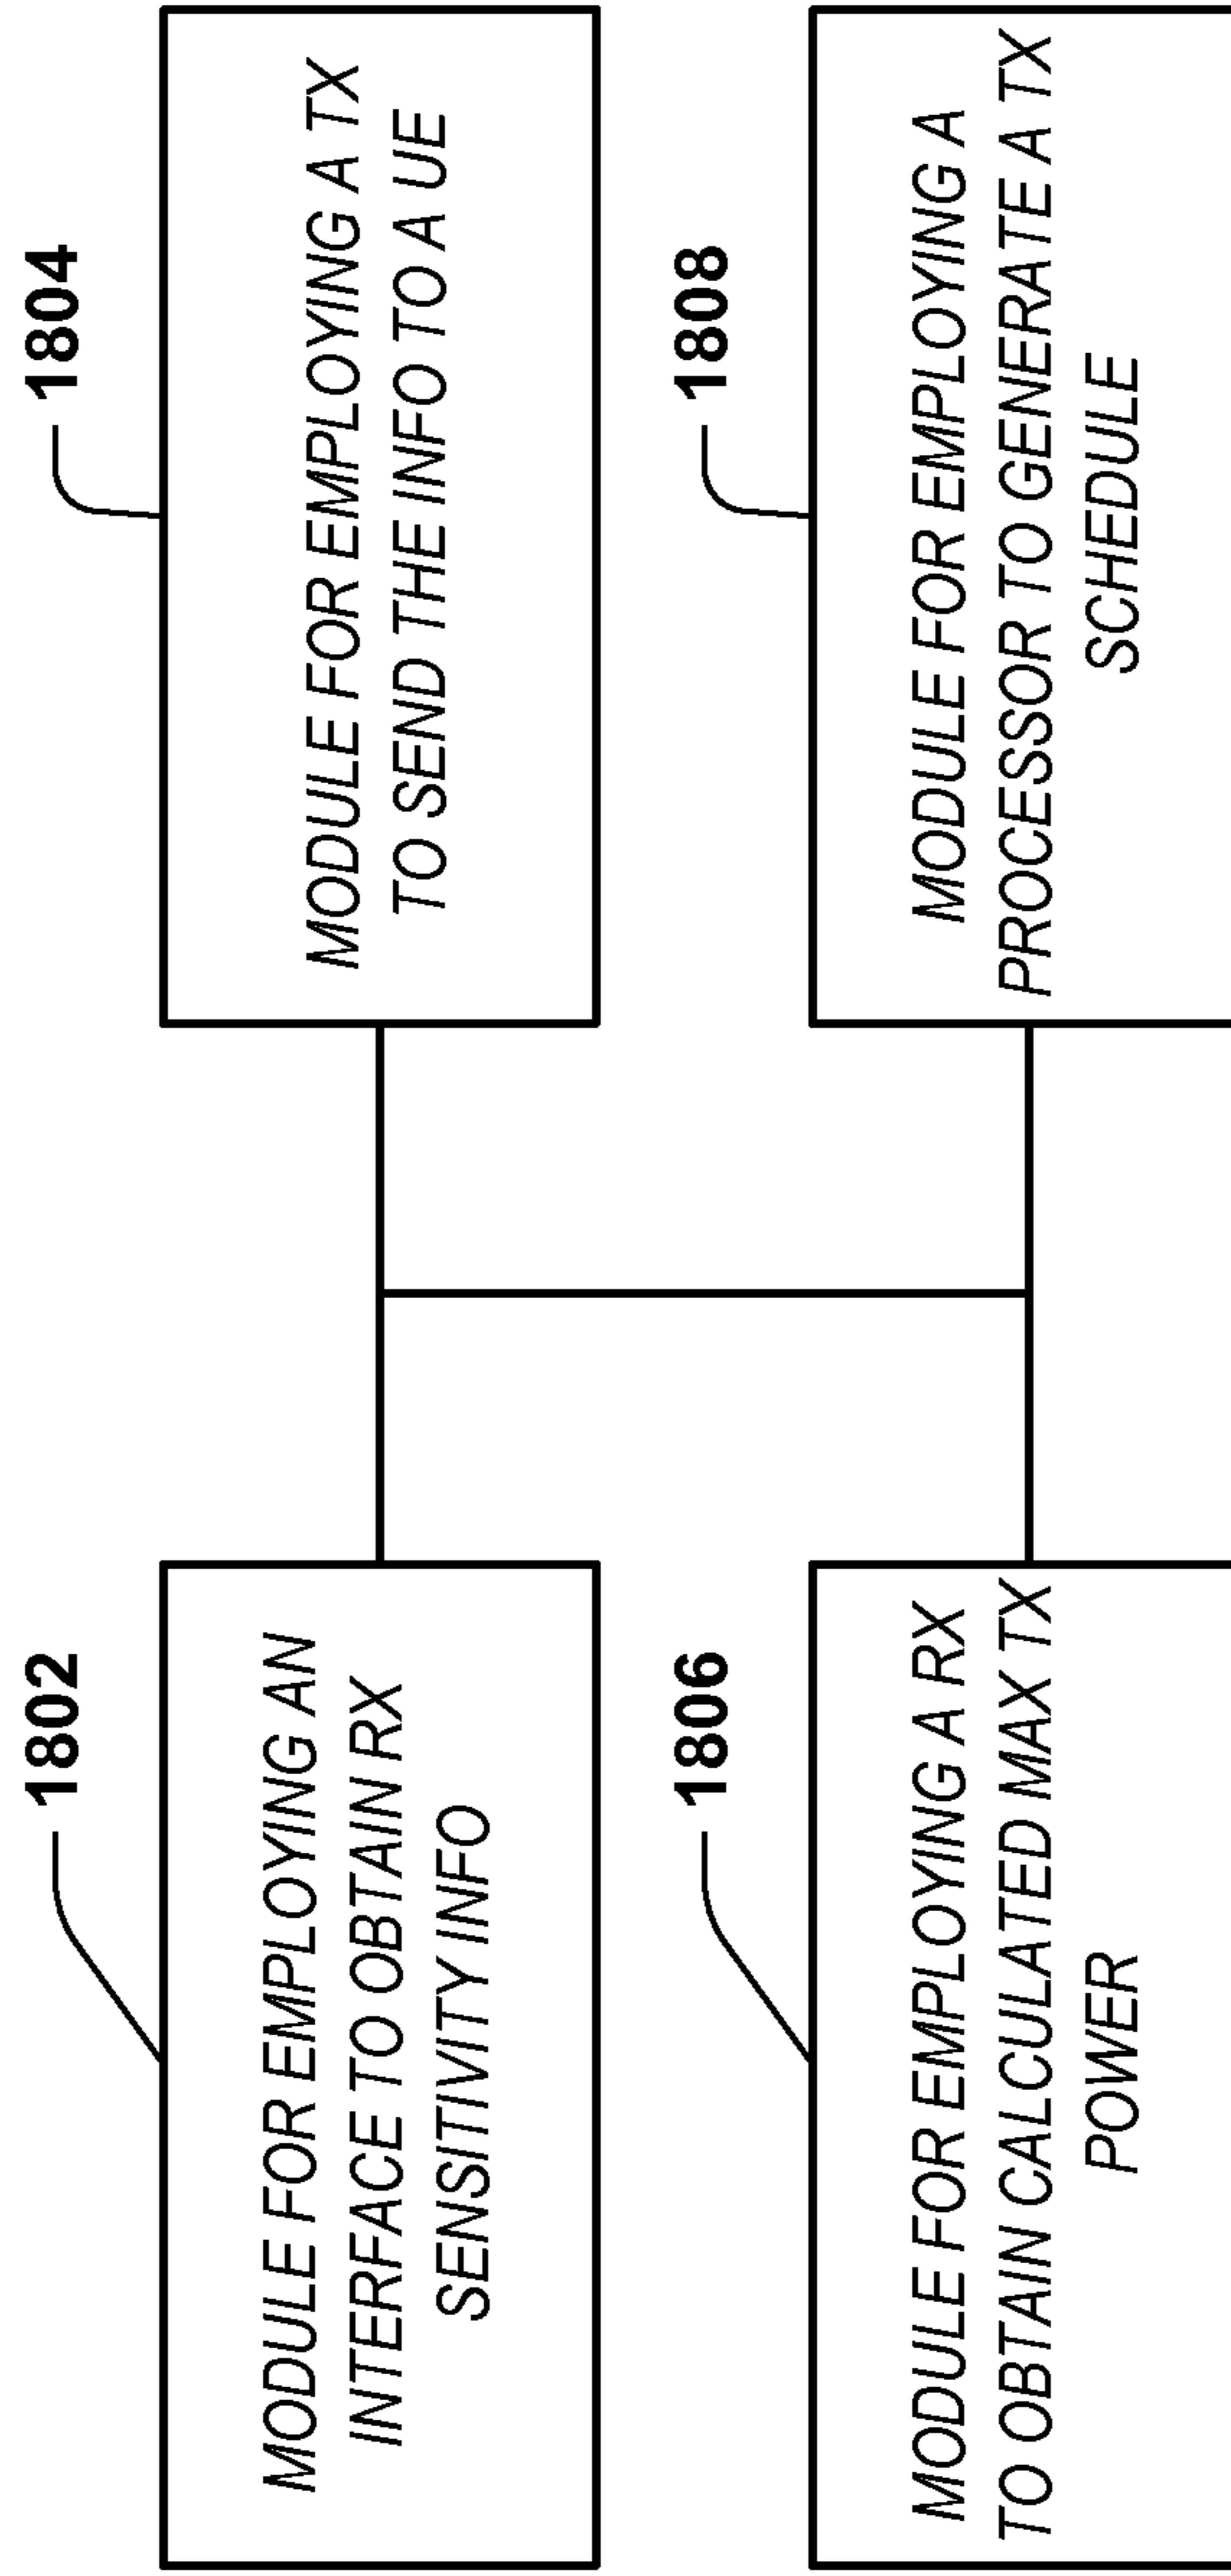 1802
MODULE FOR EMPLOYING AN
INTERFACE TO OBTAIN RX
SENSITIVITY INFO
1804
MODULE FOR EMPLOYING A TX
TO SEND THE INFO TO A UE
1806
MODULE FOR EMPLOYING A RX
TO OBTAIN CALCULATED MAX TX
POWER
1808
MODULE FOR EMPLOYING A
PROCESSOR TO GENERATE A TX
SCHEDULE